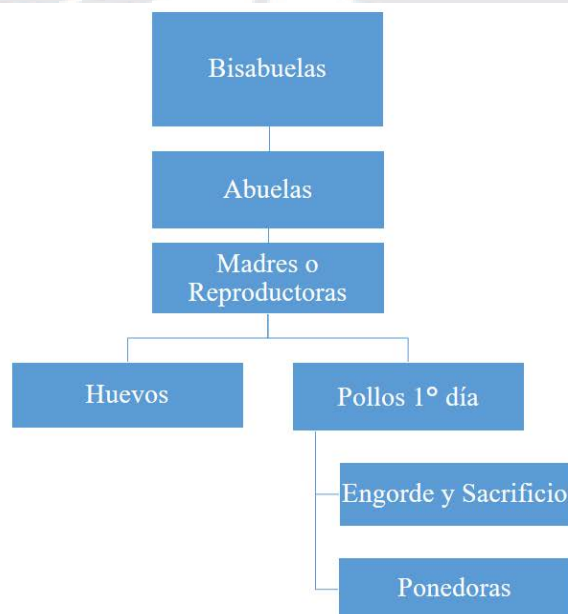 Bisabuelas
Abuelas
Madres o
Reproductoras
Huevos
Pollos 1° día
Engorde y Sacrificio
Ponedoras